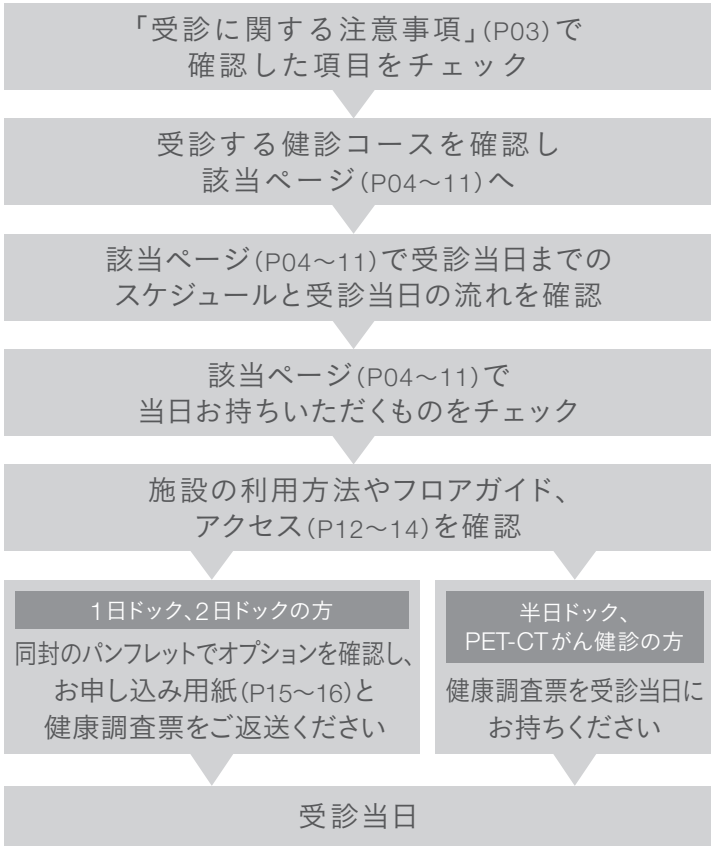 「受診に関する注意事項」(P03)で
確認した項目をチェック
受診する健診コースを確認し
該当ページ(P04〜11)へ
該当ページ(P04〜11)で受診当日までの
スケジュールと受診当日の流れを確認
該当ページ(P04〜11)で
当日お持ちいただくものをチェック
施設の利用方法やフロアガイド、
アクセス(P12〜14)を確認
1日ドック、2日ドックの方
同封のパンフレットでオプションを確認し、
お申し込み用紙(P15〜16)と
健康調査票をご返送ください
半日ドック、
PET-CTがん健診の方
健康調査票を受診当日に
お持ちください
受診当日